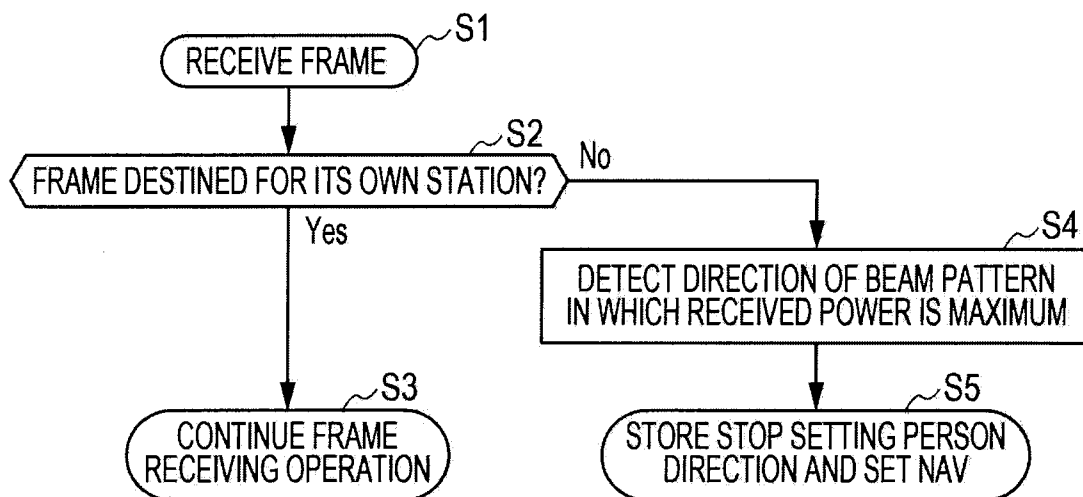 S1
RECEIVE FRAME
S2
FRAME DESTINED FOR ITS OWN STATION?
No
Yes
S4
DETECT DIRECTION OF BEAM PATTERN
IN WHICH RECEIVED POWER IS MAXIMUM
S3
CONTINUE FRAME
RECEIVING OPERATION
S5
STORE STOP SETTING PERSON
DIRECTION AND SET NAV